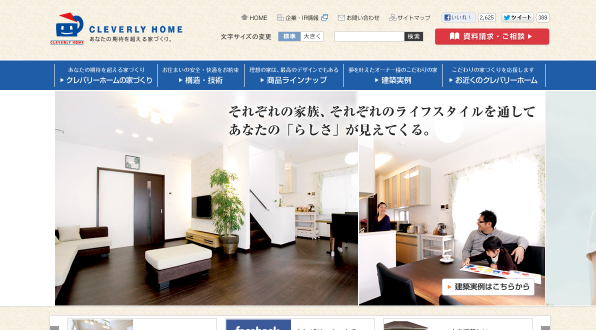 CLEVERLY HOME
あなたの期待を超える家づくり。
CLEVERLY HOME
HOME 企業・IR情報 お問い合わせ サイトマップ いいね! 2,625 ツイート 389
文字サイズの変更 標準 大きく 検索 資料請求・ご相談
あなたの期待を超える家づくり お住まいの安全・快適をお約束 理想の家は、最高のデザインでもある 夢を叶えたオーナー様のこだわりの家 こだわりの家づくりを応援します
クレバリーホームの家づくり 構造・技術 商品ラインナップ 建築実例 お近くのクレバリーホーム
それぞれの家族、それぞれのライフスタイルを通して
あなたの「らしさ」が見えてくる。
建築実例はこちらから
facebook